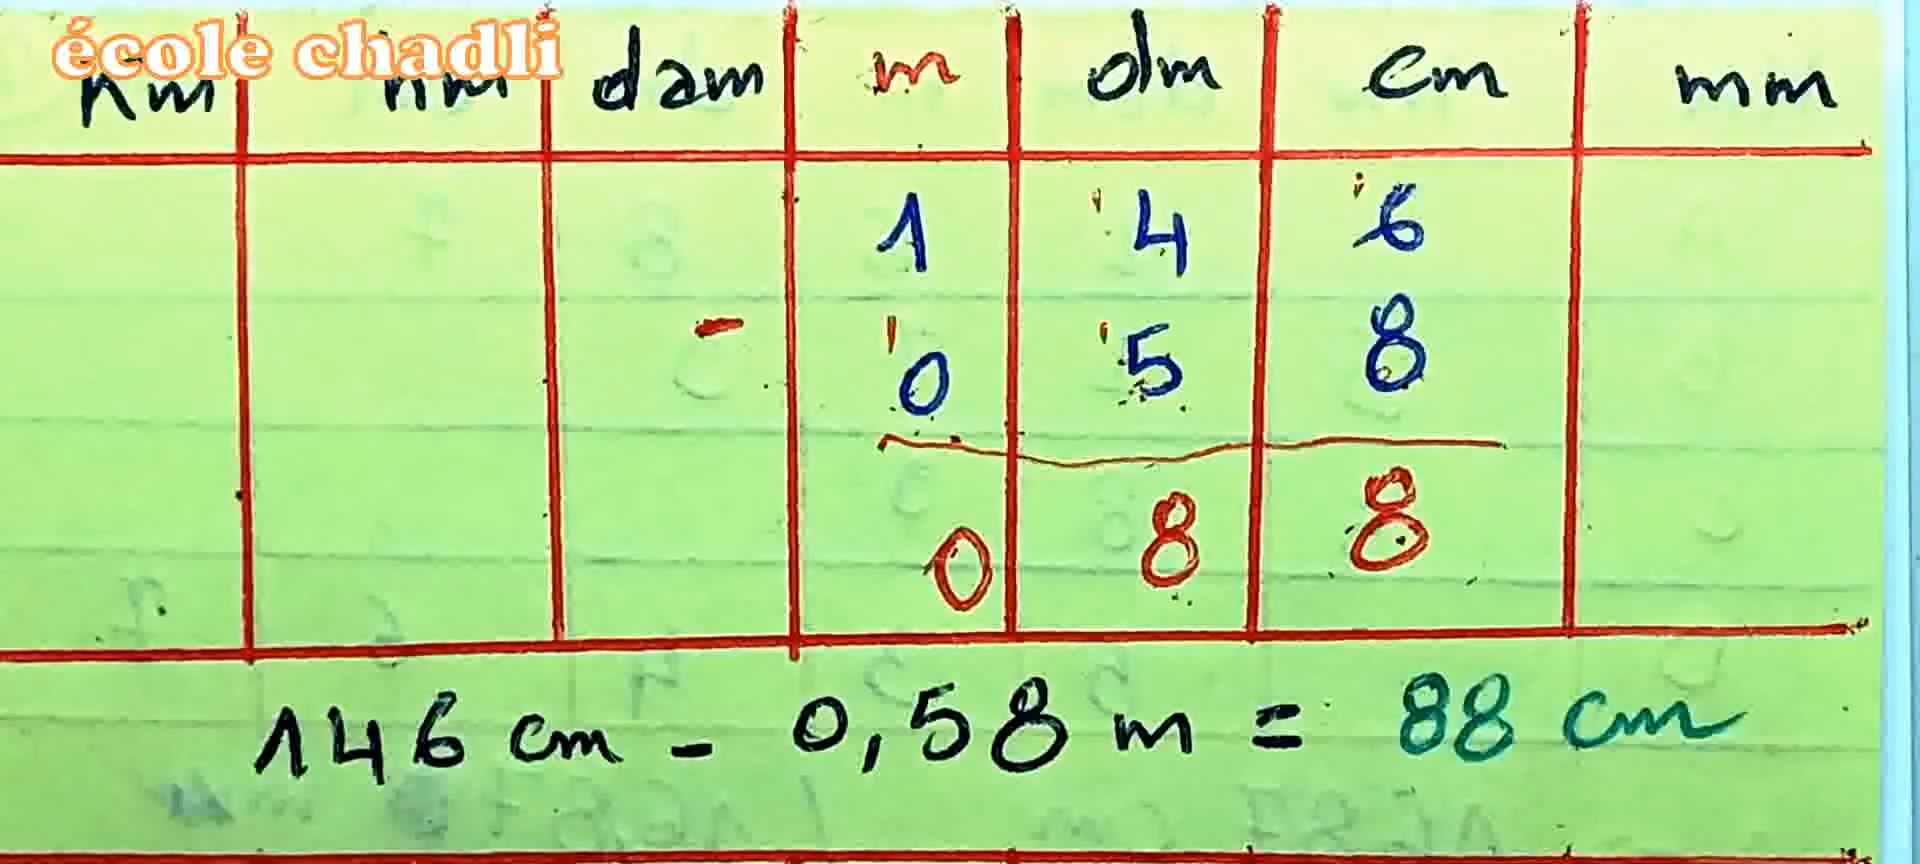 école chadli
km hm dam m dm cm mm
1 '4 '6
- '0 '5 8
0 8 8
146 cm - 0,58 m = 88 cm